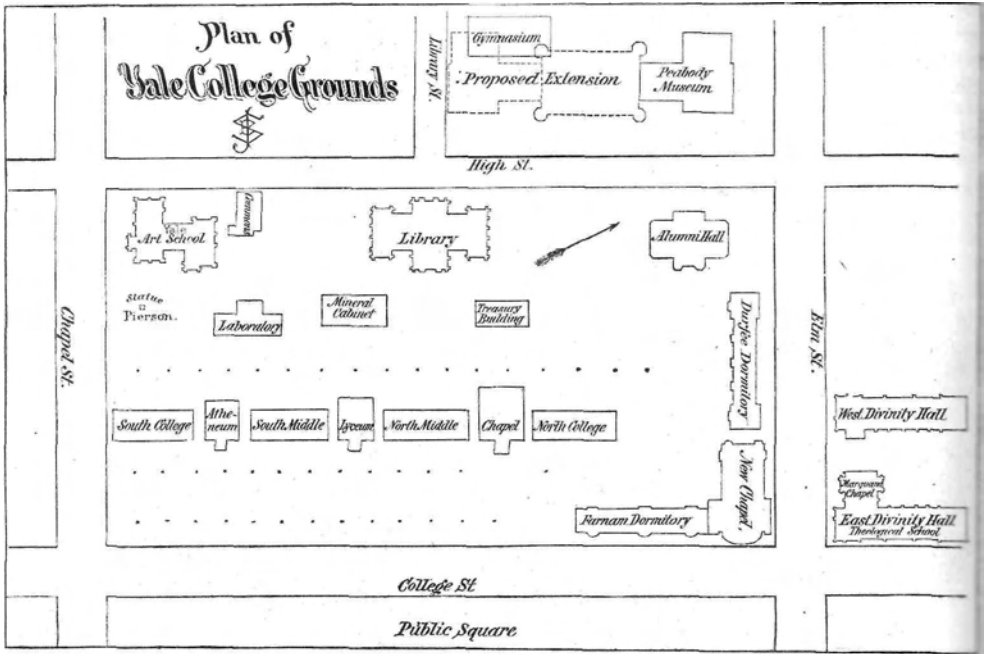 Plan of
Yale College Grounds
Library St.
Gymnasium
Proposed Extension
Peabody
Museum
High St.
Art School
Library
Alumni Hall
Statue
Pierson.
Laboratory
Mineral
Cabinet
Treasury
Building
Durfee Dormitory
Chapel St.
Elm St.
South College
Athe-
neum
South Middle
Lyceum
North Middle
Chapel
North College
West Divinity Hall
New Chapel
Marquand
Chapel
Farnam Dormitory
East Divinity Hall
Theological School
College St
Public Square